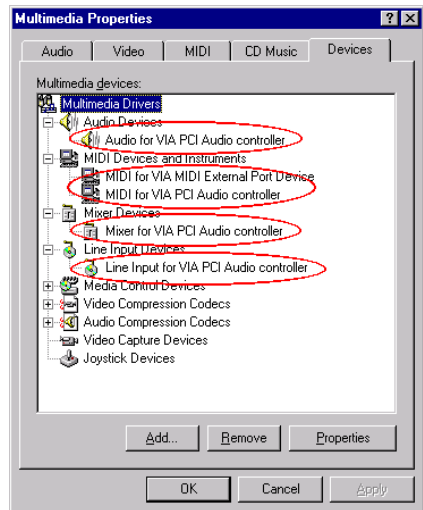 Multimedia Properties
Audio
Video
MIDI
CD Music
Devices
Multimedia devices:
Multimedia Drivers
Audio Devices
Audio for VIA PCI Audio controller
MIDI Devices and Instruments
MIDI for VIA MIDI External Port Device
MIDI for VIA PCI Audio controller
Mixer Devices
Mixer for VIA PCI Audio controller
Line Input Devices
Line Input for VIA PCI Audio controller
Media Control Devices
Video Compression Codecs
Audio Compression Codecs
Video Capture Devices
Joystick Devices
Add...
Remove
Properties
OK
Cancel
Apply